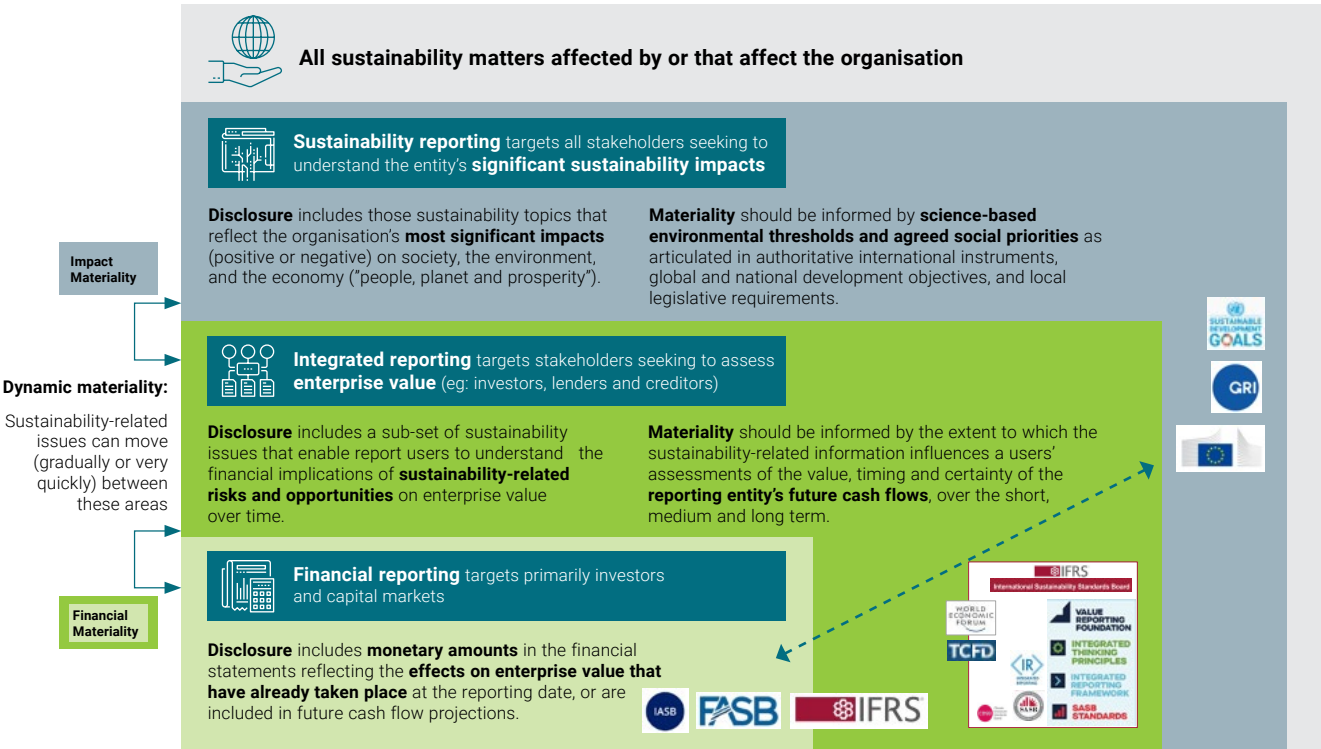 All sustainability matters affected by or that affect the organisation
Sustainability reporting targets all stakeholders seeking to
understand the entity's significant sustainability impacts
Disclosure includes those sustainability topics that
reflect the organisation's most significant impacts
(positive or negative) on society, the environment,
and the economy ("people, planet and prosperity").
Materiality should be informed by science-based
environmental thresholds and agreed social priorities as
articulated in authoritative international instruments,
global and national development objectives, and local
legislative requirements.
Impact
Materiality
SUSTAINABLE
DEVELOPMENT
GOALS
GRI
Integrated reporting targets stakeholders seeking to assess
enterprise value (eg: investors, lenders and creditors)
Dynamic materiality:
Sustainability-related
issues can move
(gradually or very
quickly) between
these areas
Disclosure includes a sub-set of sustainability
issues that enable report users to understand the
financial implications of sustainability-related
risks and opportunities on enterprise value
over time.
Materiality should be informed by the extent to which the
sustainability-related information influences a users'
assessments of the value, timing and certainty of the
reporting entity's future cash flows, over the short,
medium and long term.
Financial reporting targets primarily investors
and capital markets
Financial
Materiality
Disclosure includes monetary amounts in the financial
statements reflecting the effects on enterprise value that
have already taken place at the reporting date, or are
included in future cash flow projections.
IASB
FASB
IFRS
IFRS
International Sustainability Standards Board
WORLD
ECONOMIC
FORUM
TCFD
VALUE
REPORTING
FOUNDATION
INTEGRATED
THINKING
PRINCIPLES
<IR>
INTEGRATED
REPORTING
FRAMEWORK
SASB
SASB
STANDARDS